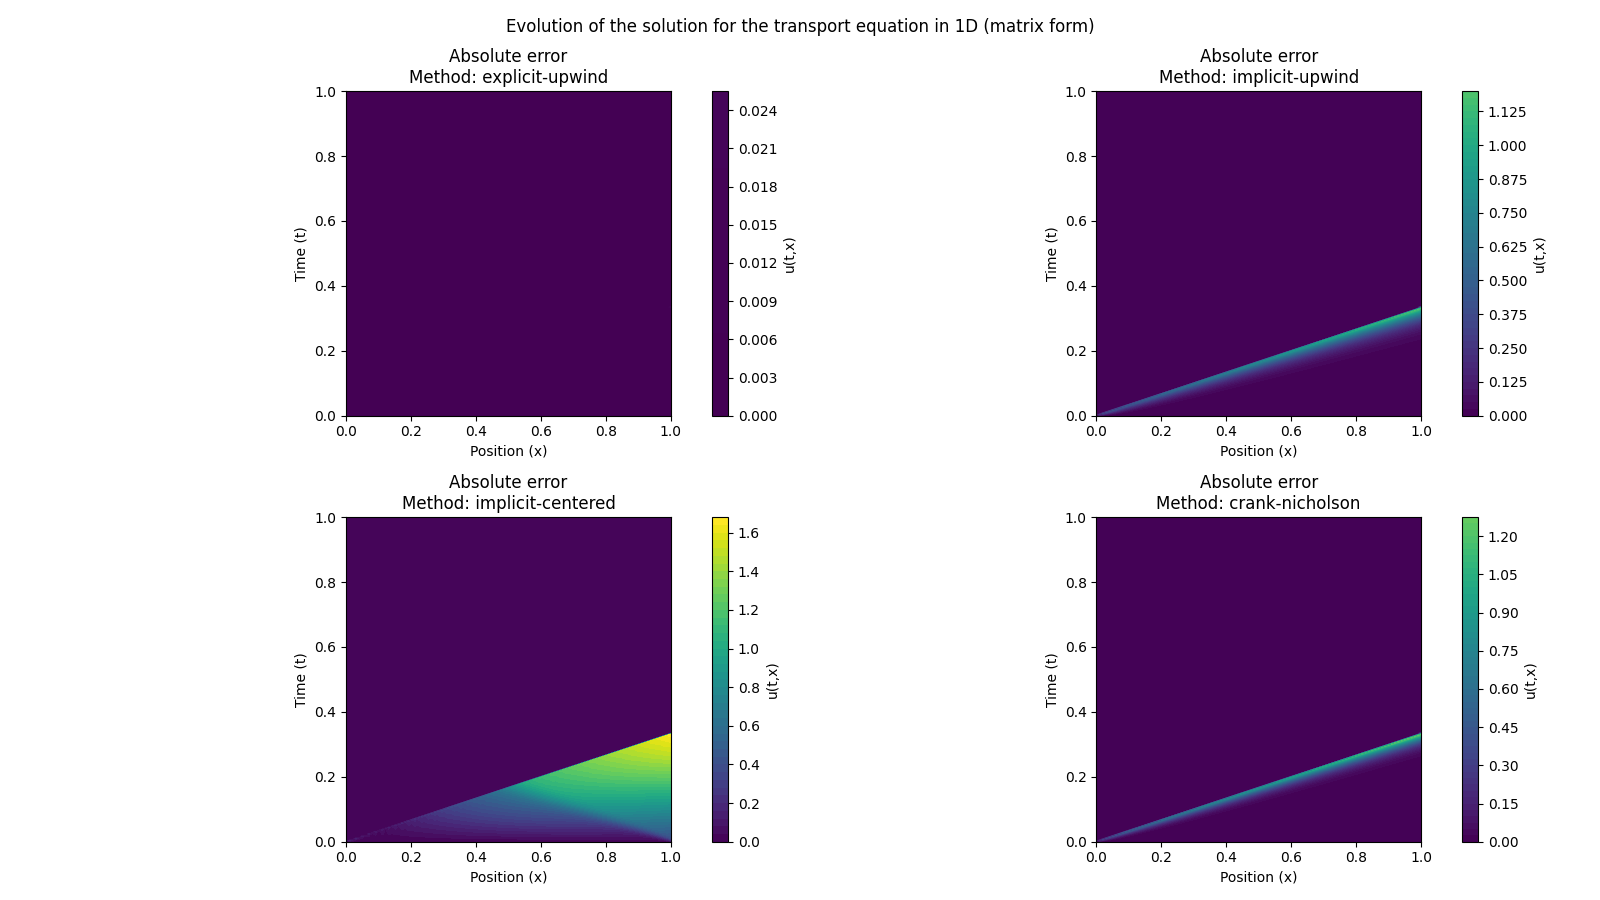 Evolution of the solution for the transport equation in 1D (matrix form)
Absolute error
Method: explicit-upwind
1.0
0.8
0.6
0.4
0.2
0.0
Time (t)
0.0 0.2 0.4 0.6 0.8 1.0
Position (x)
0.024
0.021
0.018
0.015
0.012
0.009
0.006
0.003
0.000
u(t,x)
Absolute error
Method: implicit-upwind
1.0
0.8
0.6
0.4
0.2
0.0
Time (t)
0.0 0.2 0.4 0.6 0.8 1.0
Position (x)
1.125
1.000
0.875
0.750
0.625
0.500
0.375
0.250
0.125
0.000
u(t,x)
Absolute error
Method: implicit-centered
1.0
0.8
0.6
0.4
0.2
0.0
Time (t)
0.0 0.2 0.4 0.6 0.8 1.0
Position (x)
1.6
1.4
1.2
1.0
0.8
0.6
0.4
0.2
0.0
u(t,x)
Absolute error
Method: crank-nicholson
1.0
0.8
0.6
0.4
0.2
0.0
Time (t)
0.0 0.2 0.4 0.6 0.8 1.0
Position (x)
1.20
1.05
0.90
0.75
0.60
0.45
0.30
0.15
0.00
u(t,x)